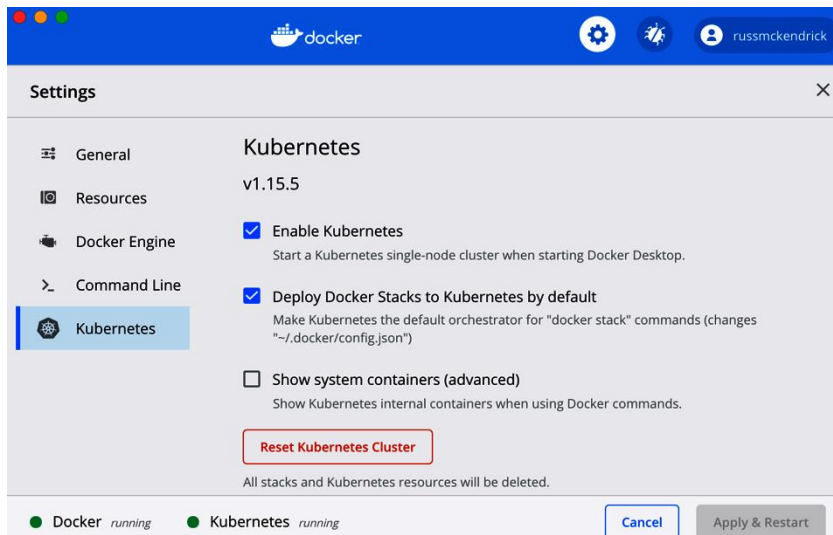 docker
russmckendrick
Settings
General
Resources
Docker Engine
Command Line
Kubernetes
Kubernetes
v1.15.5
Enable Kubernetes
Start a Kubernetes single-node cluster when starting Docker Desktop.
Deploy Docker Stacks to Kubernetes by default
Make Kubernetes the default orchestrator for "docker stack" commands (changes
"~/.docker/config.json")
Show system containers (advanced)
Show Kubernetes internal containers when using Docker commands.
Reset Kubernetes Cluster
All stacks and Kubernetes resources will be deleted.
Docker running
Kubernetes running
Cancel
Apply & Restart